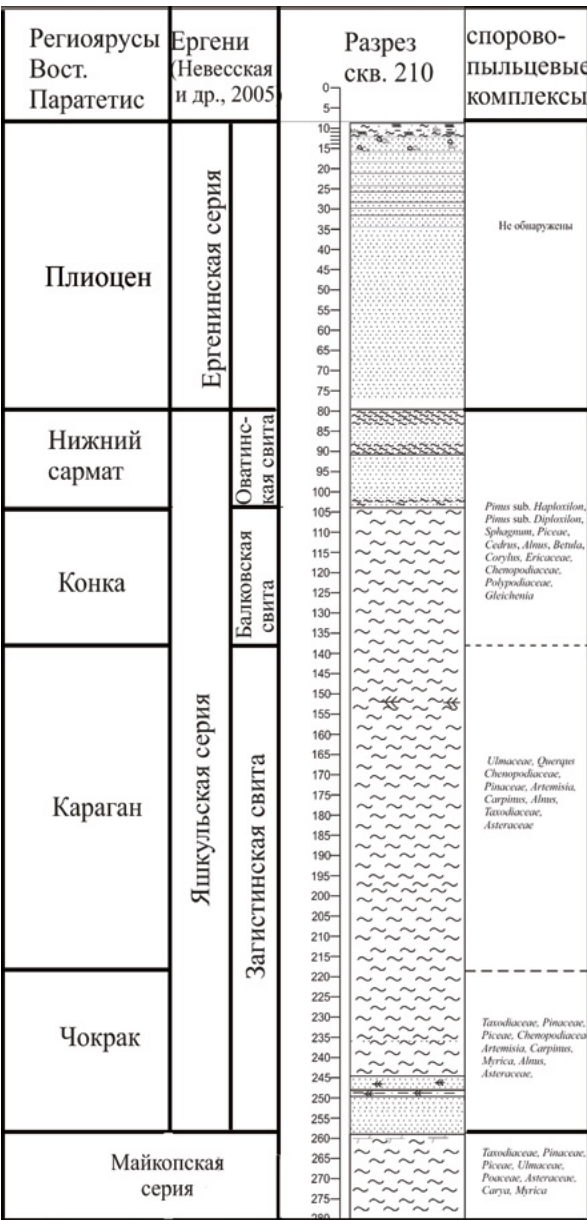 Региоярусы
Вост.
Паратетис
Ергени
(Невесская
и др., 2005)
Разрез
скв. 210
спорово-
пыльцевые
комплексы
0
5
10
15
20
25
30
35
40
45
50
55
60
65
70
75
80
85
90
95
100
105
110
115
120
125
130
135
140
145
150
155
160
165
170
175
180
185
190
195
200
205
210
215
220
225
230
235
240
245
250
255
260
265
270
275
280
Плиоцен
Ергенинская серия
Не обнаружены
Нижний
сармат
Яшкульская серия
Оватинс-
кая свита
Конка
Балковская
свита
Pinus sub. Haploxilon,
Pinus sub. Diploxilon,
Sphagnum, Piceae,
Cedrus, Alnus, Betula,
Corylus, Ericaceae,
Chenopodiaceae,
Polypodiaceae,
Gleichenia
Караган
Загистинская свита
Ulmaceae, Querqus
Chenopodiaceae,
Pinaceae, Artemisia,
Carpinus, Alnus,
Taxodiaceae,
Asteraceae
Чокрак
Taxodiaceae, Pinaceae,
Piceae, Chenopodiacea
Artemisia, Carpinus,
Myrica, Alnus,
Asteraceae,
Майкопская
серия
Taxodiaceae, Pinaceae,
Piceae, Ulmaceae,
Poaceae, Asteraceae,
Carya, Myrica